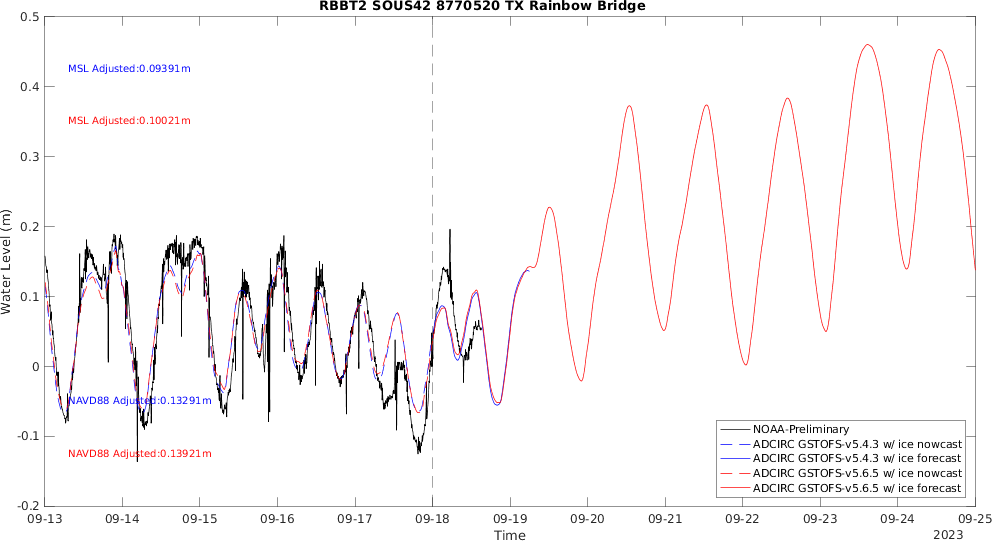 RBBT2 SOUS42 8770520 TX Rainbow Bridge
0.5
0.4
0.3
0.2
0.1
0
-0.1
-0.2
Water Level (m)
MSL Adjusted:0.09391m
MSL Adjusted:0.10021m
NAVD88 Adjusted:0.13291m
NAVD88 Adjusted:0.13921m
NOAA-Preliminary
ADCIRC GSTOFS-v5.4.3 w/ ice nowcast
ADCIRC GSTOFS-v5.4.3 w/ ice forecast
ADCIRC GSTOFS-v5.6.5 w/ ice nowcast
ADCIRC GSTOFS-v5.6.5 w/ ice forecast
09-13 09-14 09-15 09-16 09-17 09-18 09-19 09-20 09-21 09-22 09-23 09-24 09-25
Time
2023